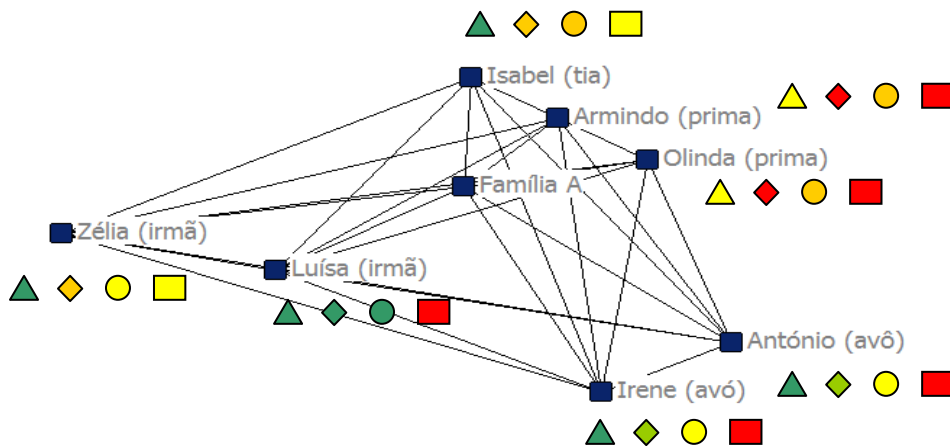 Isabel (tia)
Armindo (prima)
Olinda (prima)
Família A
Zélia (irmã)
Luísa (irmã)
António (avô)
Irene (avó)